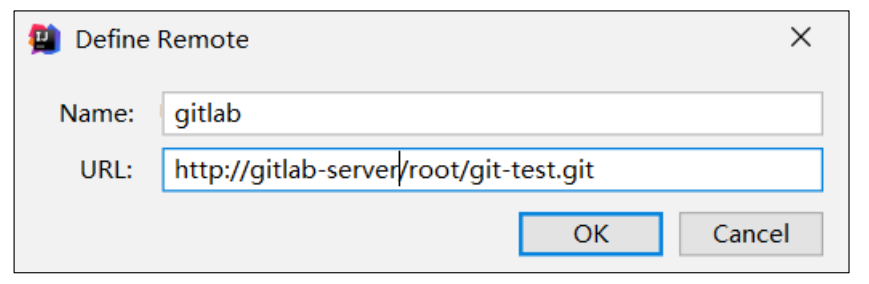 Define Remote
Name: gitlab
URL: http://gitlab-server/root/git-test.git
OK Cancel